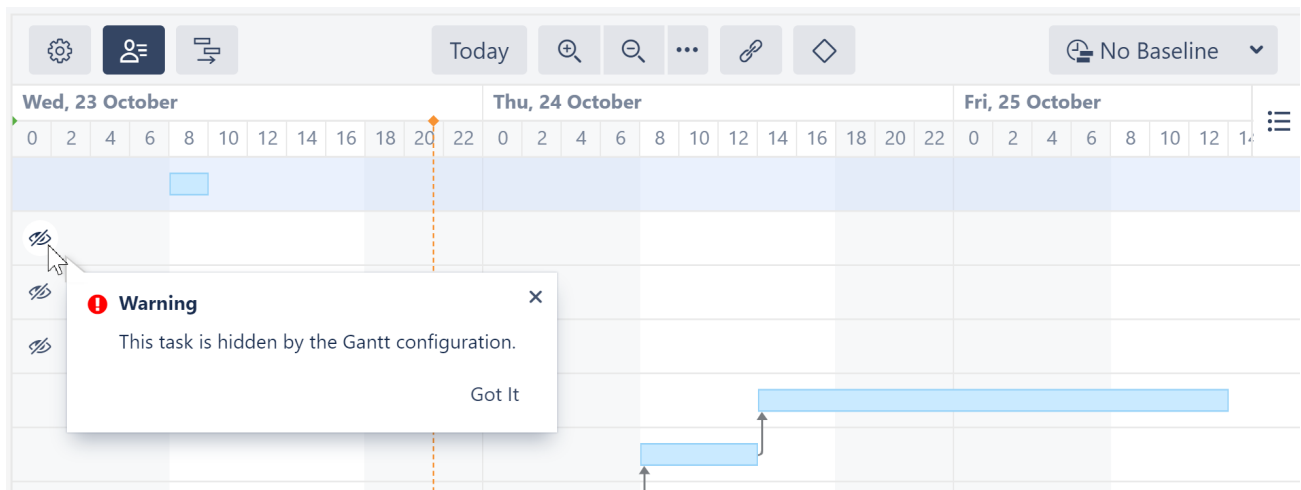 Today
No Baseline
Wed, 23 October Thu, 24 October Fri, 25 October
0 2 4 6 8 10 12 14 16 18 20 22 0 2 4 6 8 10 12 14 16 18 20 22 0 2 4 6 8 10 12
Warning
This task is hidden by the Gantt configuration.
Got It